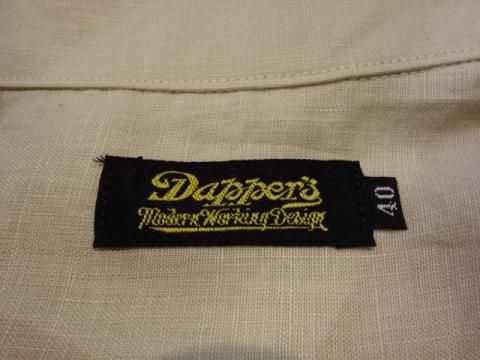 Dapper's
Modern Working Design
40